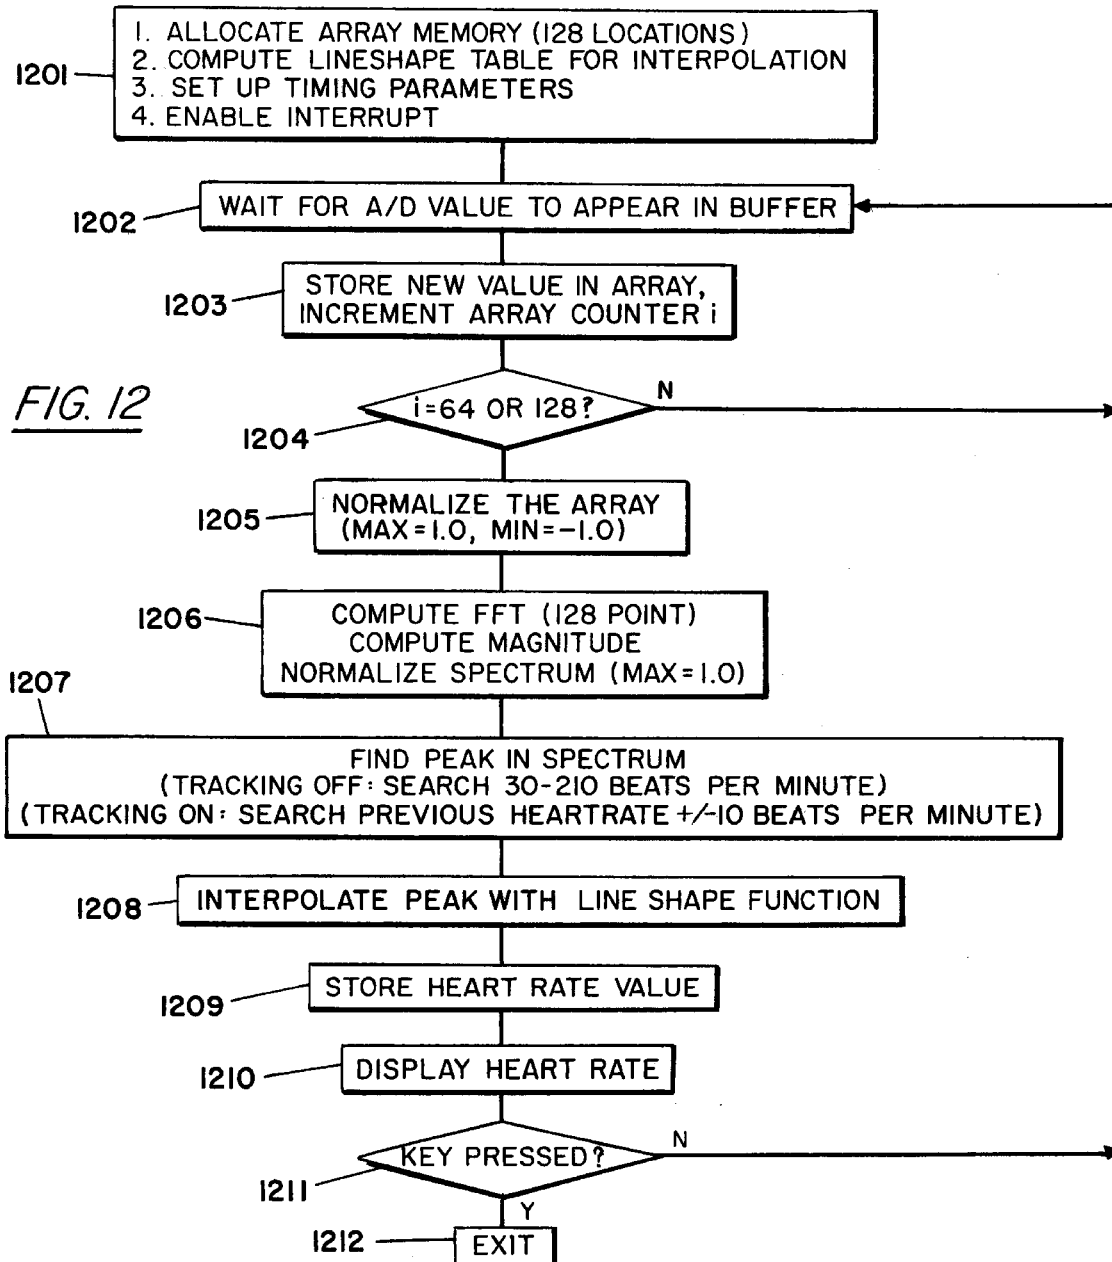 1201
1. ALLOCATE ARRAY MEMORY (128 LOCATIONS)
2. COMPUTE LINESHAPE TABLE FOR INTERPOLATION
3. SET UP TIMING PARAMETERS
4. ENABLE INTERRUPT
1202
WAIT FOR A/D VALUE TO APPEAR IN BUFFER
1203
STORE NEW VALUE IN ARRAY,
INCREMENT ARRAY COUNTER i
FIG. 12
1204
i=64 OR 128?
N
1205
NORMALIZE THE ARRAY
(MAX=1.0, MIN=-1.0)
1206
COMPUTE FFT (128 POINT)
COMPUTE MAGNITUDE
NORMALIZE SPECTRUM (MAX=1.0)
1207
FIND PEAK IN SPECTRUM
(TRACKING OFF: SEARCH 30-210 BEATS PER MINUTE)
(TRACKING ON: SEARCH PREVIOUS HEARTRATE +/-10 BEATS PER MINUTE)
1208
INTERPOLATE PEAK WITH LINE SHAPE FUNCTION
1209
STORE HEART RATE VALUE
1210
DISPLAY HEART RATE
1211
KEY PRESSED?
N
Y
1212
EXIT